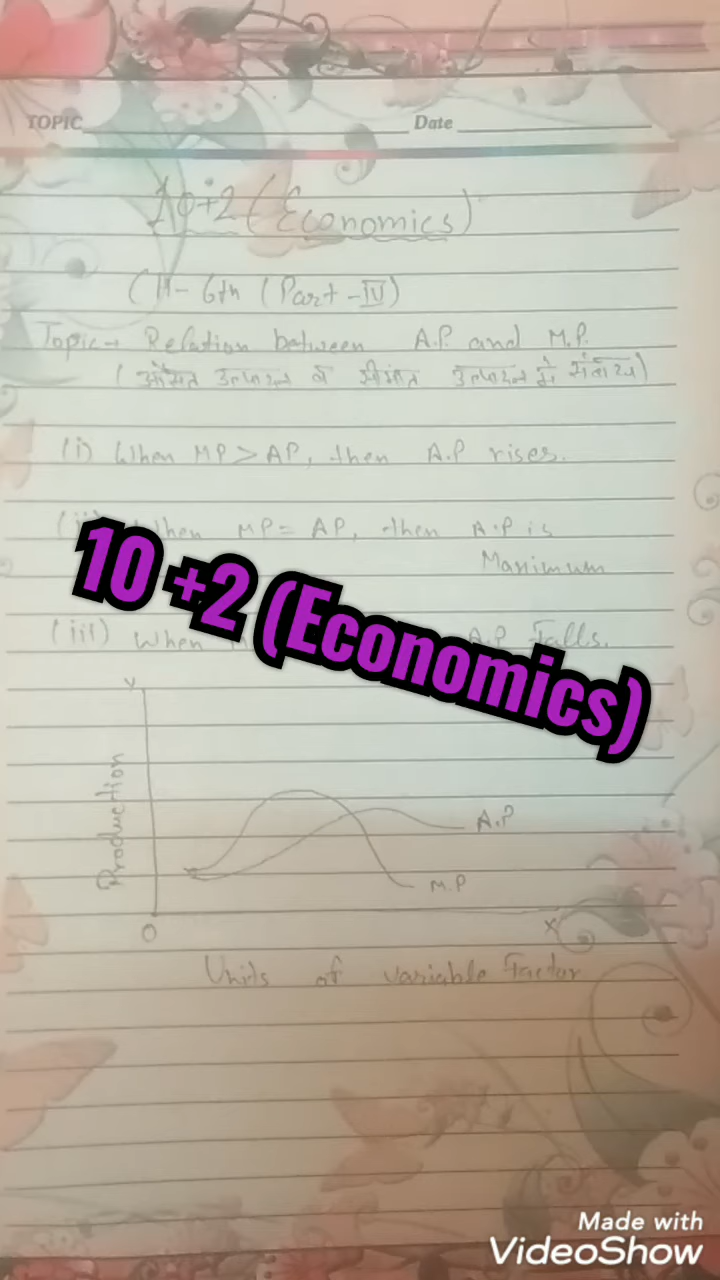 TOPIC Date
10+2 (Economics)
CH- 6th (Part-IV)
Topic→ Relation between A.P. and M.P.
(औसत उत्पादन व सीमांत उत्पादन में संबंध)
(i) When MP > AP, then A.P rises.
(ii) When MP = AP, then A.P is
Manimum
10 +2 (Economics)
(iii) When M A.P Falls.
Y
Production
A.P
M.P
O
X
Units of variable Factor
Made with
VideoShow